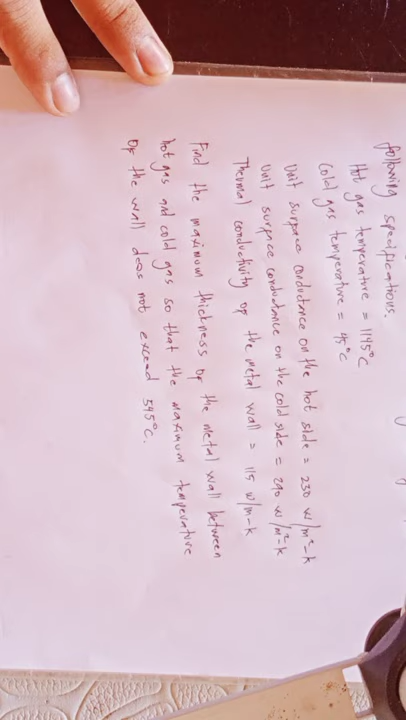 following specifications.
Hot gas temperature = 1145°C
Cold gas temperature = 45°C
Unit surface conductance on the hot side = 230 W/m²-K
Unit surface conductance on the cold side = 290 W/m²-K
Thermal conductivity of the metal wall = 115 W/m-K
Find the maximum thickness of the metal wall between
hot gas and cold gas so that the maximum temperature
of the wall does not exceed 545°C.